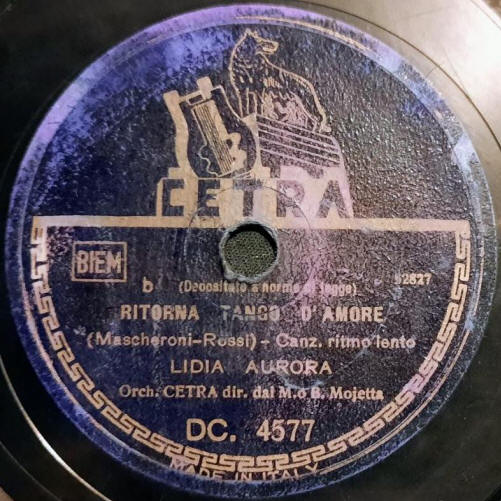 CETRA
BIEM
b (Depositato a norma di legge) 52827
RITORNA TANGO D'AMORE
(Mascheroni-Rossi) - Canz. ritmo lento
LIDIA AURORA
Orch. CETRA dir. dal M.o B. Mojetta
DC. 4577
MADE IN ITALY